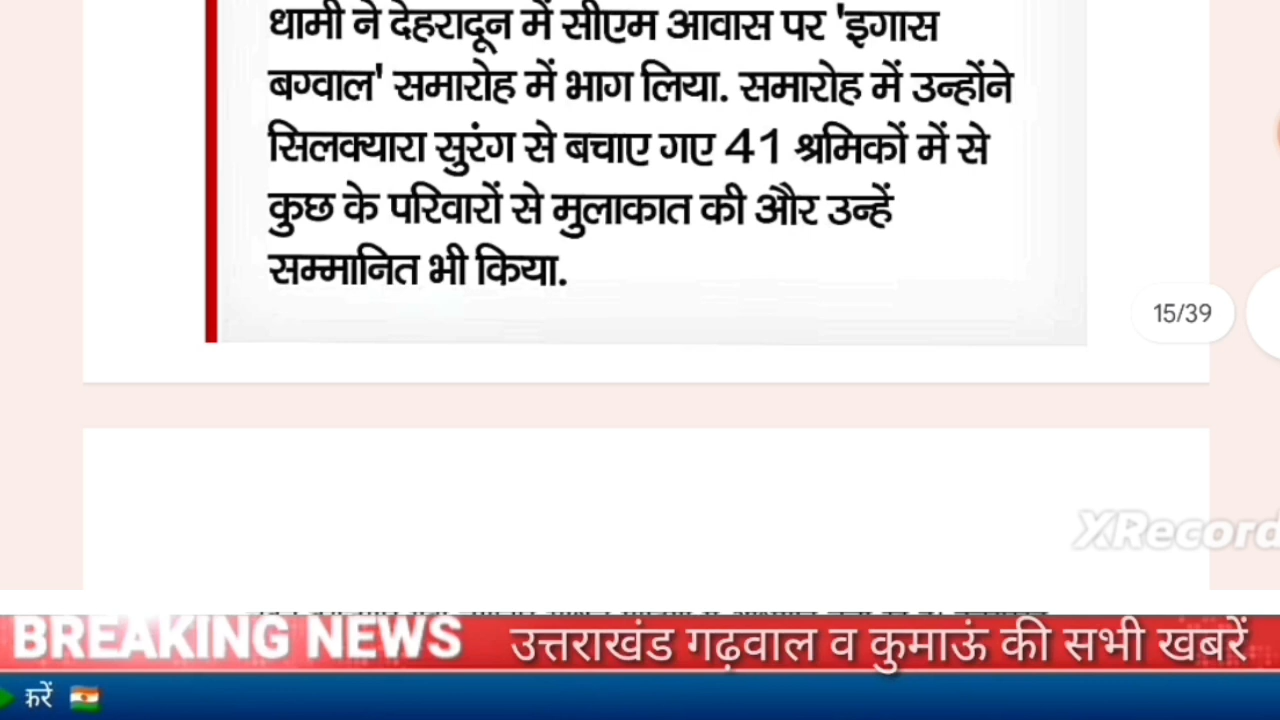 धामी ने देहरादून में सीएम आवास पर 'इगास
बग्वाल' समारोह में भाग लिया. समारोह में उन्होंने
सिलक्यारा सुरंग से बचाए गए 41 श्रमिकों में से
कुछ के परिवारों से मुलाकात की और उन्हें
सम्मानित भी किया.
15/39
XRecord
BREAKING NEWS
उत्तराखंड गढ़वाल व कुमाऊं की सभी खबरें